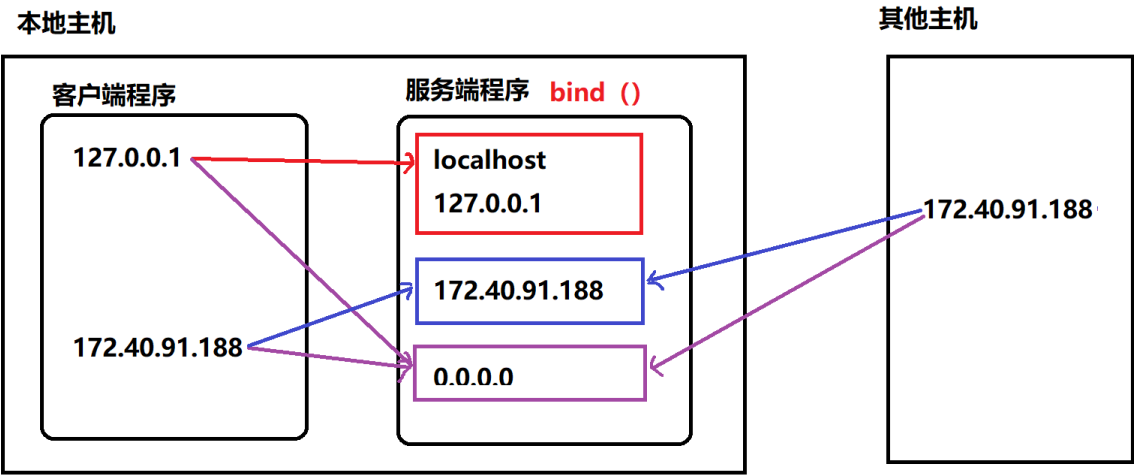 本地主机
其他主机
客户端程序
服务端程序 bind（）
127.0.0.1
localhost
127.0.0.1
172.40.91.188
172.40.91.188
172.40.91.188
0.0.0.0